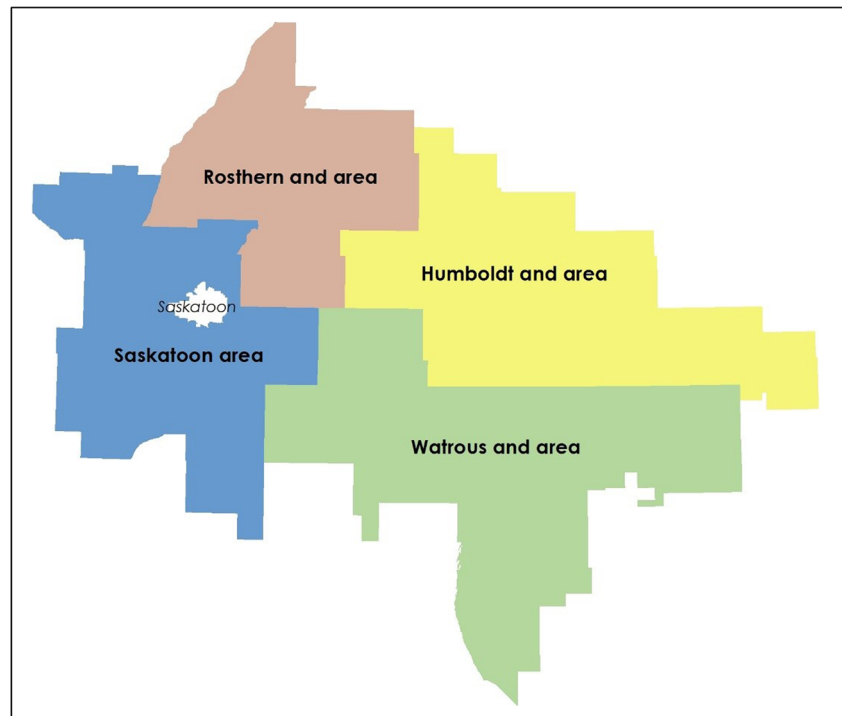 Rosthern and area
Humboldt and area
Saskatoon
Saskatoon area
Watrous and area